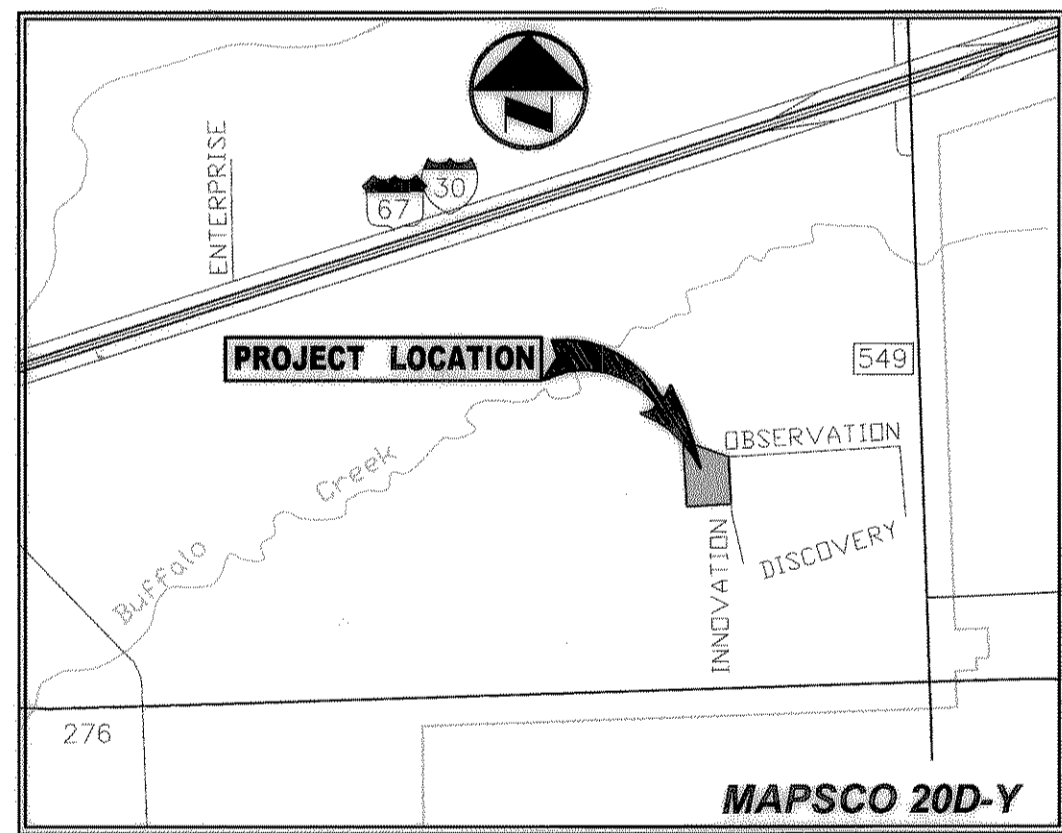 N
ENTERPRISE
67
30
PROJECT LOCATION
549
OBSERVATION
Buffalo Creek
INNOVATION
DISCOVERY
276
MAPSCO 20D-Y